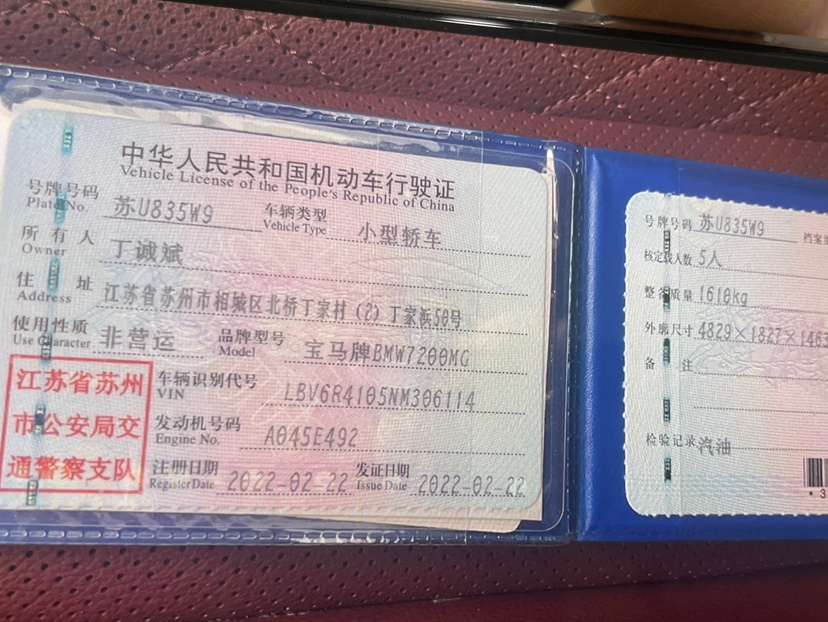 中华人民共和国机动车行驶证
Vehicle License of the People's Republic of China
号牌号码 苏U835W9 车辆类型 小型轿车
Plate No. Vehicle Type
所有人 丁诚斌
Owner
住址 江苏省苏州市相城区北桥丁家村(2)丁家浜50号
Address
使用性质 非营运 品牌型号 宝马牌BMW7200MG
Use Character Model
江苏省苏州
市公安局交
通警察支队
车辆识别代号 LBV6R4105NM306114
VIN
发动机号码 A045E492
Engine No.
注册日期 2022-02-22 发证日期 2022-02-22
Register Date Issue Date
号牌号码 苏U835W9 档案
核定载人数 5人
整备质量 1610kg
外廓尺寸 4829×1827×1463
备注
检验记录 汽油
*3